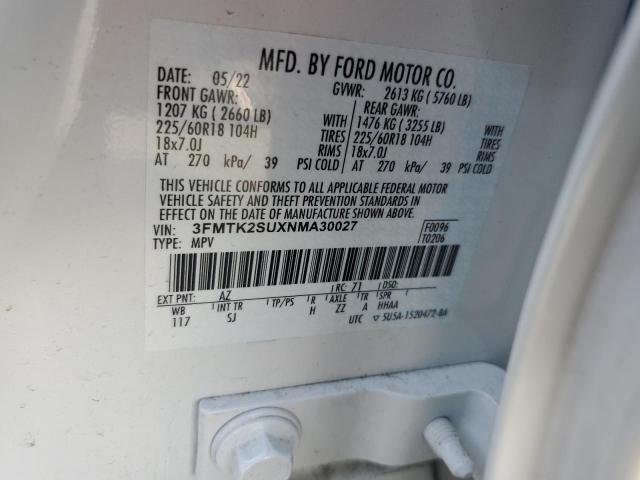 MFD. BY FORD MOTOR CO.
DATE: 05/22 GVWR: 2613 KG ( 5760 LB)
FRONT GAWR: REAR GAWR:
1207 KG ( 2660 LB) WITH 1476 KG ( 3255 LB) WITH
225/60R18 104H TIRES 225/60R18 104H TIRES
18x7.0J RIMS 18x7.0J RIMS
AT 270 kPa/ 39 PSI COLD AT 270 kPa/ 39 PSI COLD
THIS VEHICLE CONFORMS TO ALL APPLICABLE FEDERAL MOTOR
VEHICLE SAFETY AND THEFT PREVENTION STANDARDS IN
EFFECT ON THE DATE OF MANUFACTURE SHOWN ABOVE.
VIN: 3FMTK2SUXNMA30027 F0096
TYPE: MPV T0206
EXT PNT: AZ RC: 71 DSO:
WB INT TR TP/PS R AXLE TR SPR
117 SJ H ZZ A HHAA
UTC 5U5A-1520472-BA